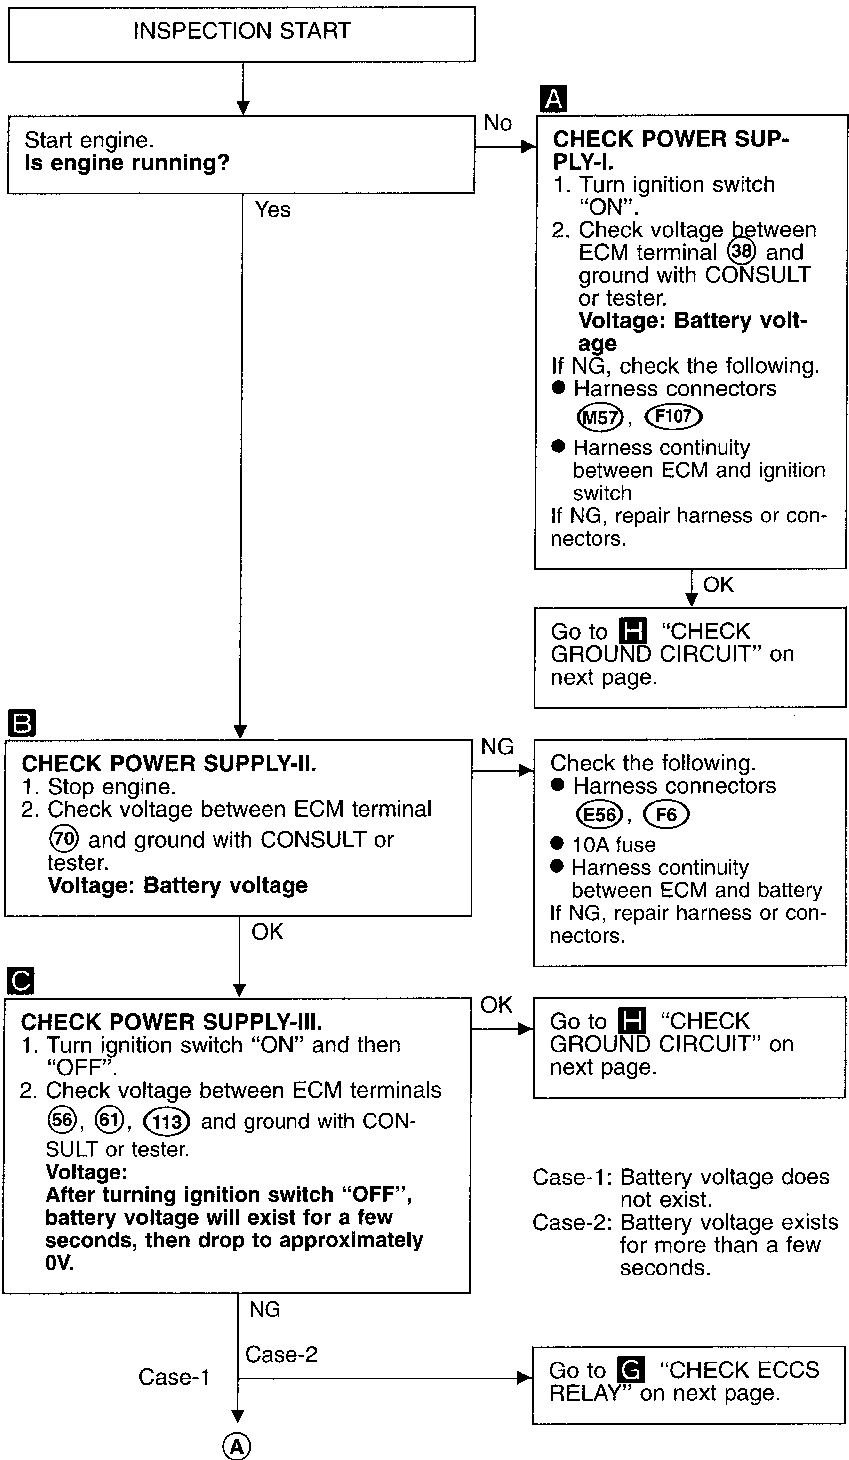 INSPECTION START
Start engine.
Is engine running?
No
Yes
A
CHECK POWER SUP-
PLY-I.
1. Turn ignition switch
“ON”.
2. Check voltage between
ECM terminal 38 and
ground with CONSULT
or tester.
Voltage: Battery volt-
age
If NG, check the following.
● Harness connectors
M57, F107
● Harness continuity
between ECM and ignition
switch
If NG, repair harness or con-
nectors.
OK
Go to H “CHECK
GROUND CIRCUIT” on
next page.
B
CHECK POWER SUPPLY-II.
1. Stop engine.
2. Check voltage between ECM terminal
70 and ground with CONSULT or
tester.
Voltage: Battery voltage
NG
Check the following.
● Harness connectors
E56, F6
● 10A fuse
● Harness continuity
between ECM and battery
If NG, repair harness or con-
nectors.
OK
C
CHECK POWER SUPPLY-III.
1. Turn ignition switch “ON” and then
“OFF”.
2. Check voltage between ECM terminals
56, 61, 113 and ground with CON-
SULT or tester.
Voltage:
After turning ignition switch “OFF”,
battery voltage will exist for a few
seconds, then drop to approximately
0V.
OK
Go to H “CHECK
GROUND CIRCUIT” on
next page.
Case-1: Battery voltage does
not exist.
Case-2: Battery voltage exists
for more than a few
seconds.
NG
Case-2
Case-1
Go to G “CHECK ECCS
RELAY” on next page.
A